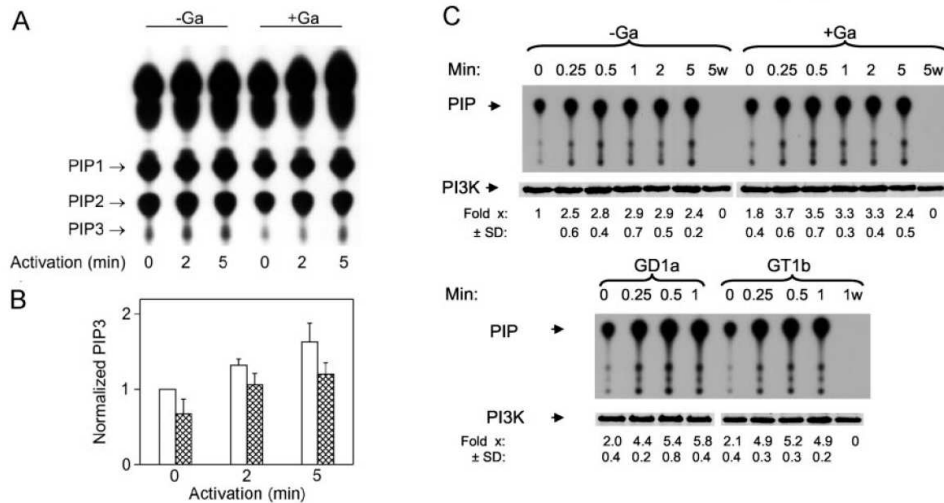 A
-Ga +Ga
PIP1 →
PIP2 →
PIP3 →
Activation (min) 0 2 5 0 2 5
B
Normalized PIP3
2
1
0
0 2 5
Activation (min)
C
-Ga +Ga
Min: 0 0.25 0.5 1 2 5 5w 0 0.25 0.5 1 2 5 0
PIP
PI3K
Fold x: 1 2.5 2.8 2.9 2.9 2.4 0 1.8 3.7 3.5 3.3 3.3 2.4 0
± SD: 0.6 0.4 0.7 0.5 0.2 0.4 0.6 0.7 0.3 0.4 0.5
GD1a GT1b
Min: 0 0.25 0.5 1 0 0.25 0.5 1 1w
PIP
PI3K
Fold x: 2.0 4.4 5.4 5.8 2.1 4.9 5.2 4.9 0
± SD: 0.4 0.2 0.8 0.4 0.4 0.3 0.3 0.2